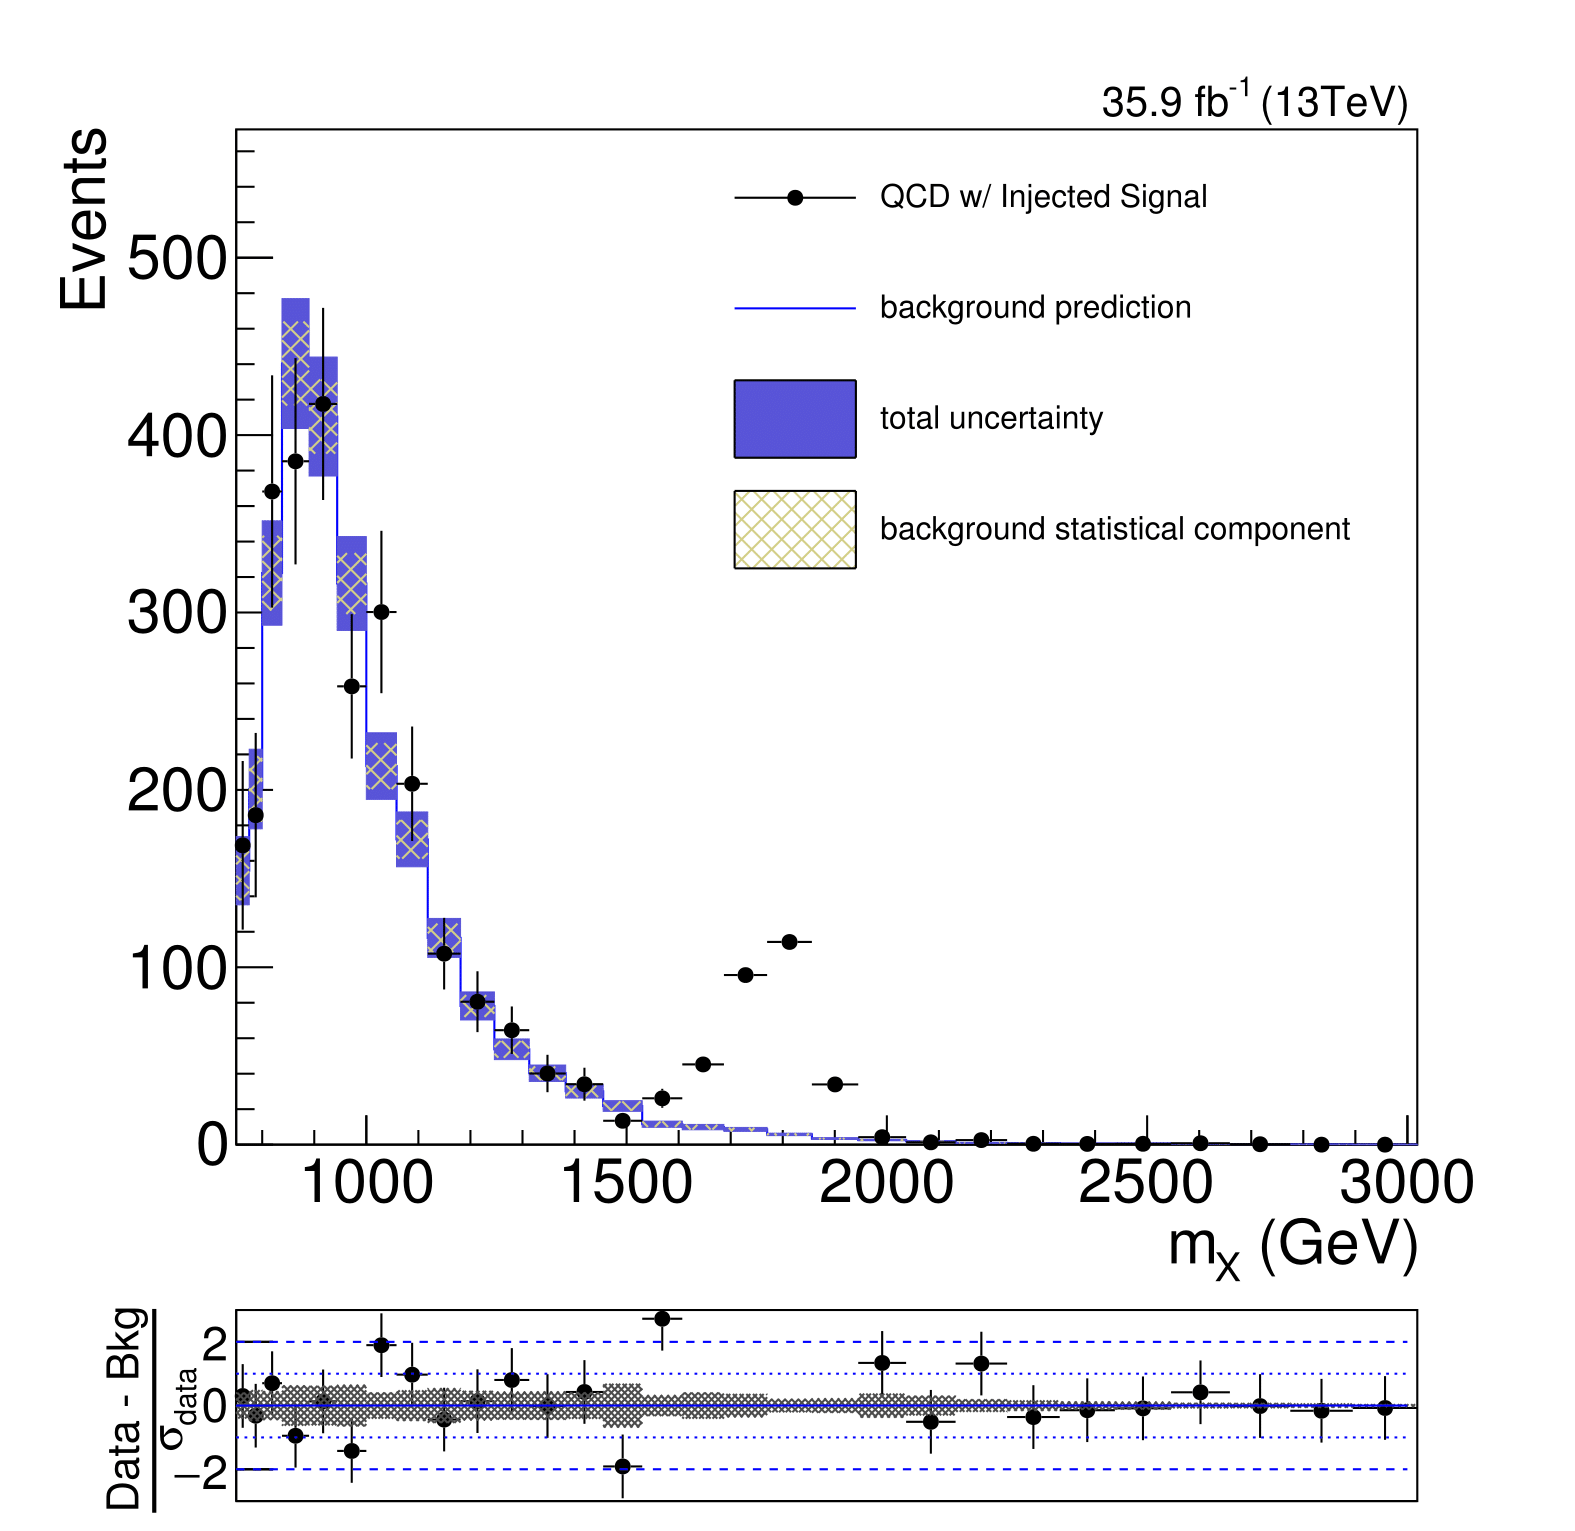 35.9 fb-1 (13TeV)
Events
500
400
300
200
100
0
QCD w/ Injected Signal
background prediction
total uncertainty
background statistical component
1000 1500 2000 2500 3000
mX (GeV)
Data - Bkg
σdata
2
0
−2